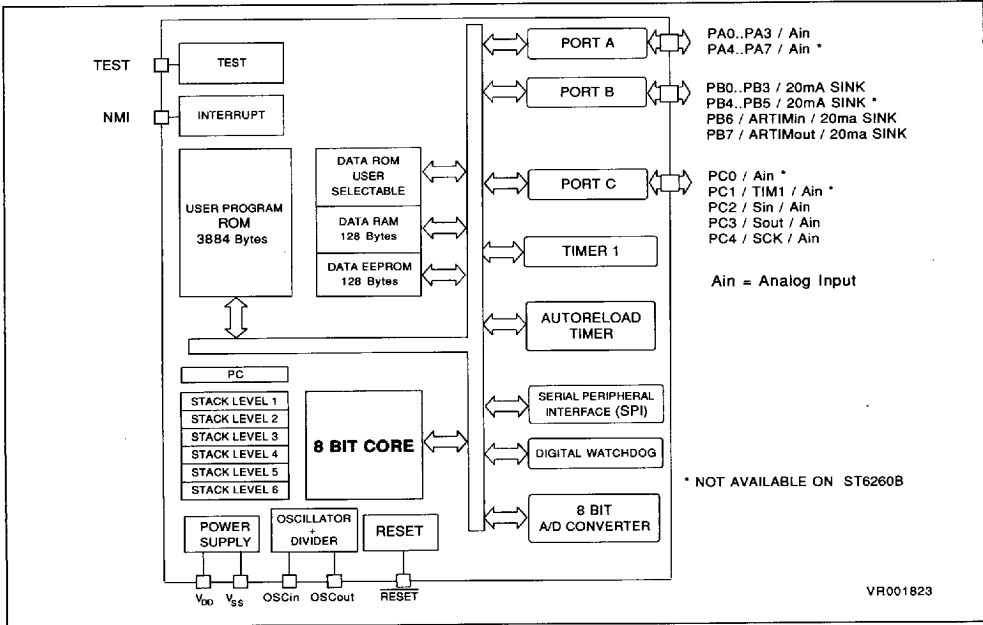 TEST
TEST
NMI
INTERRUPT
USER PROGRAM
ROM
3884 Bytes
DATA ROM
USER
SELECTABLE
DATA RAM
128 Bytes
DATA EEPROM
128 Bytes
PC
STACK LEVEL 1
STACK LEVEL 2
STACK LEVEL 3
STACK LEVEL 4
STACK LEVEL 5
STACK LEVEL 6
8 BIT CORE
POWER
SUPPLY
OSCILLATOR
+
DIVIDER
RESET
VDD VSS OSCin OSCout RESET
PORT A
PORT B
PORT C
TIMER 1
AUTORELOAD
TIMER
SERIAL PERIPHERAL
INTERFACE (SPI)
DIGITAL WATCHDOG
8 BIT
A/D CONVERTER
PA0..PA3 / Ain
PA4..PA7 / Ain *
PB0..PB3 / 20mA SINK
PB4..PB5 / 20mA SINK *
PB6 / ARTIMin / 20ma SINK
PB7 / ARTIMout / 20ma SINK
PC0 / Ain *
PC1 / TIM1 / Ain *
PC2 / Sin / Ain
PC3 / Sout / Ain
PC4 / SCK / Ain
Ain = Analog Input
* NOT AVAILABLE ON ST6260B
VR001823